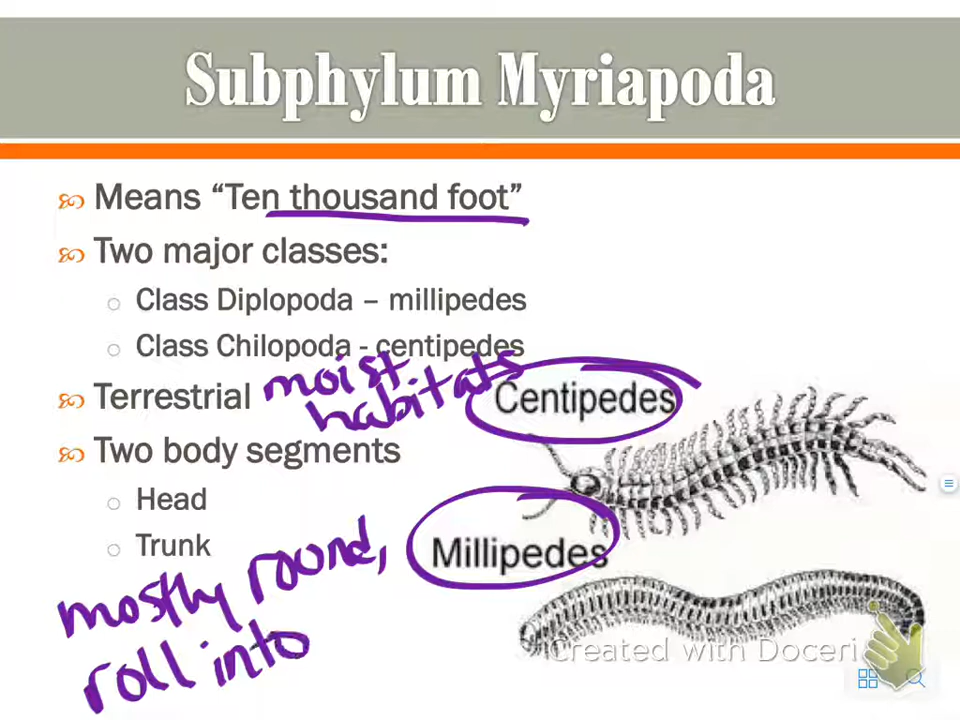 Subphylum Myriapoda
Means “Ten thousand foot”
Two major classes:
Class Diplopoda – millipedes
Class Chilopoda - centipedes
Terrestrial moist
habitats
Centipedes
Two body segments
Head
Trunk
Millipedes
mostly round,
roll into
Created with Doceri